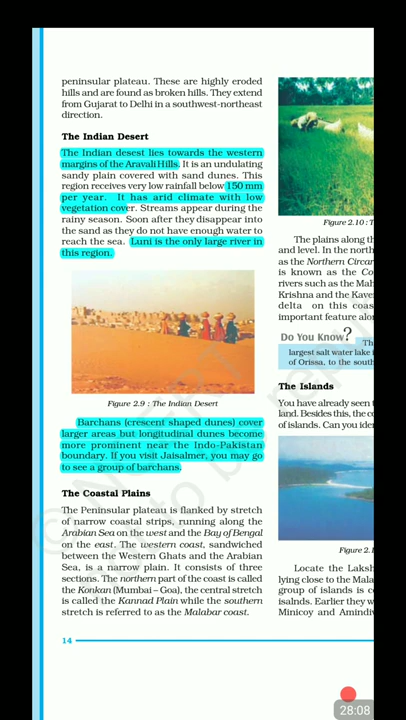 peninsular plateau. These are highly eroded
hills and are found as broken hills. They extend
from Gujarat to Delhi in a southwest-northeast
direction.
The Indian Desert
The Indian desest lies towards the western
margins of the Aravali Hills. It is an undulating
sandy plain covered with sand dunes. This
region receives very low rainfall below 150 mm
per year. It has arid climate with low
vegetation cover. Streams appear during the
rainy season. Soon after they disappear into
the sand as they do not have enough water to
reach the sea. Luni is the only large river in
this region.
Figure 2.9 : The Indian Desert
Barchans (crescent shaped dunes) cover
larger areas but longitudinal dunes become
more prominent near the Indo-Pakistan
boundary. If you visit Jaisalmer, you may go
to see a group of barchans.
The Coastal Plains
The Peninsular plateau is flanked by stretch
of narrow coastal strips, running along the
Arabian Sea on the west and the Bay of Bengal
on the east. The western coast, sandwiched
between the Western Ghats and the Arabian
Sea, is a narrow plain. It consists of three
sections. The northern part of the coast is called
the Konkan (Mumbai – Goa), the central stretch
is called the Kannad Plain while the southern
stretch is referred to as the Malabar coast.
14
Figure 2.10 : T
The plains along th
and level. In the north
as the Northern Circar
is known as the Co
rivers such as the Mah
Krishna and the Kave
delta on this coas
important feature alon
Do You Know?
Th
largest salt water lake i
of Orissa, to the south
The Islands
You have already seen t
land. Besides this, the co
of islands. Can you iden
Figure 2.
Locate the Laksh
lying close to the Mala
group of islands is c
isalnds. Earlier they w
Minicoy and Amindiv
28:08